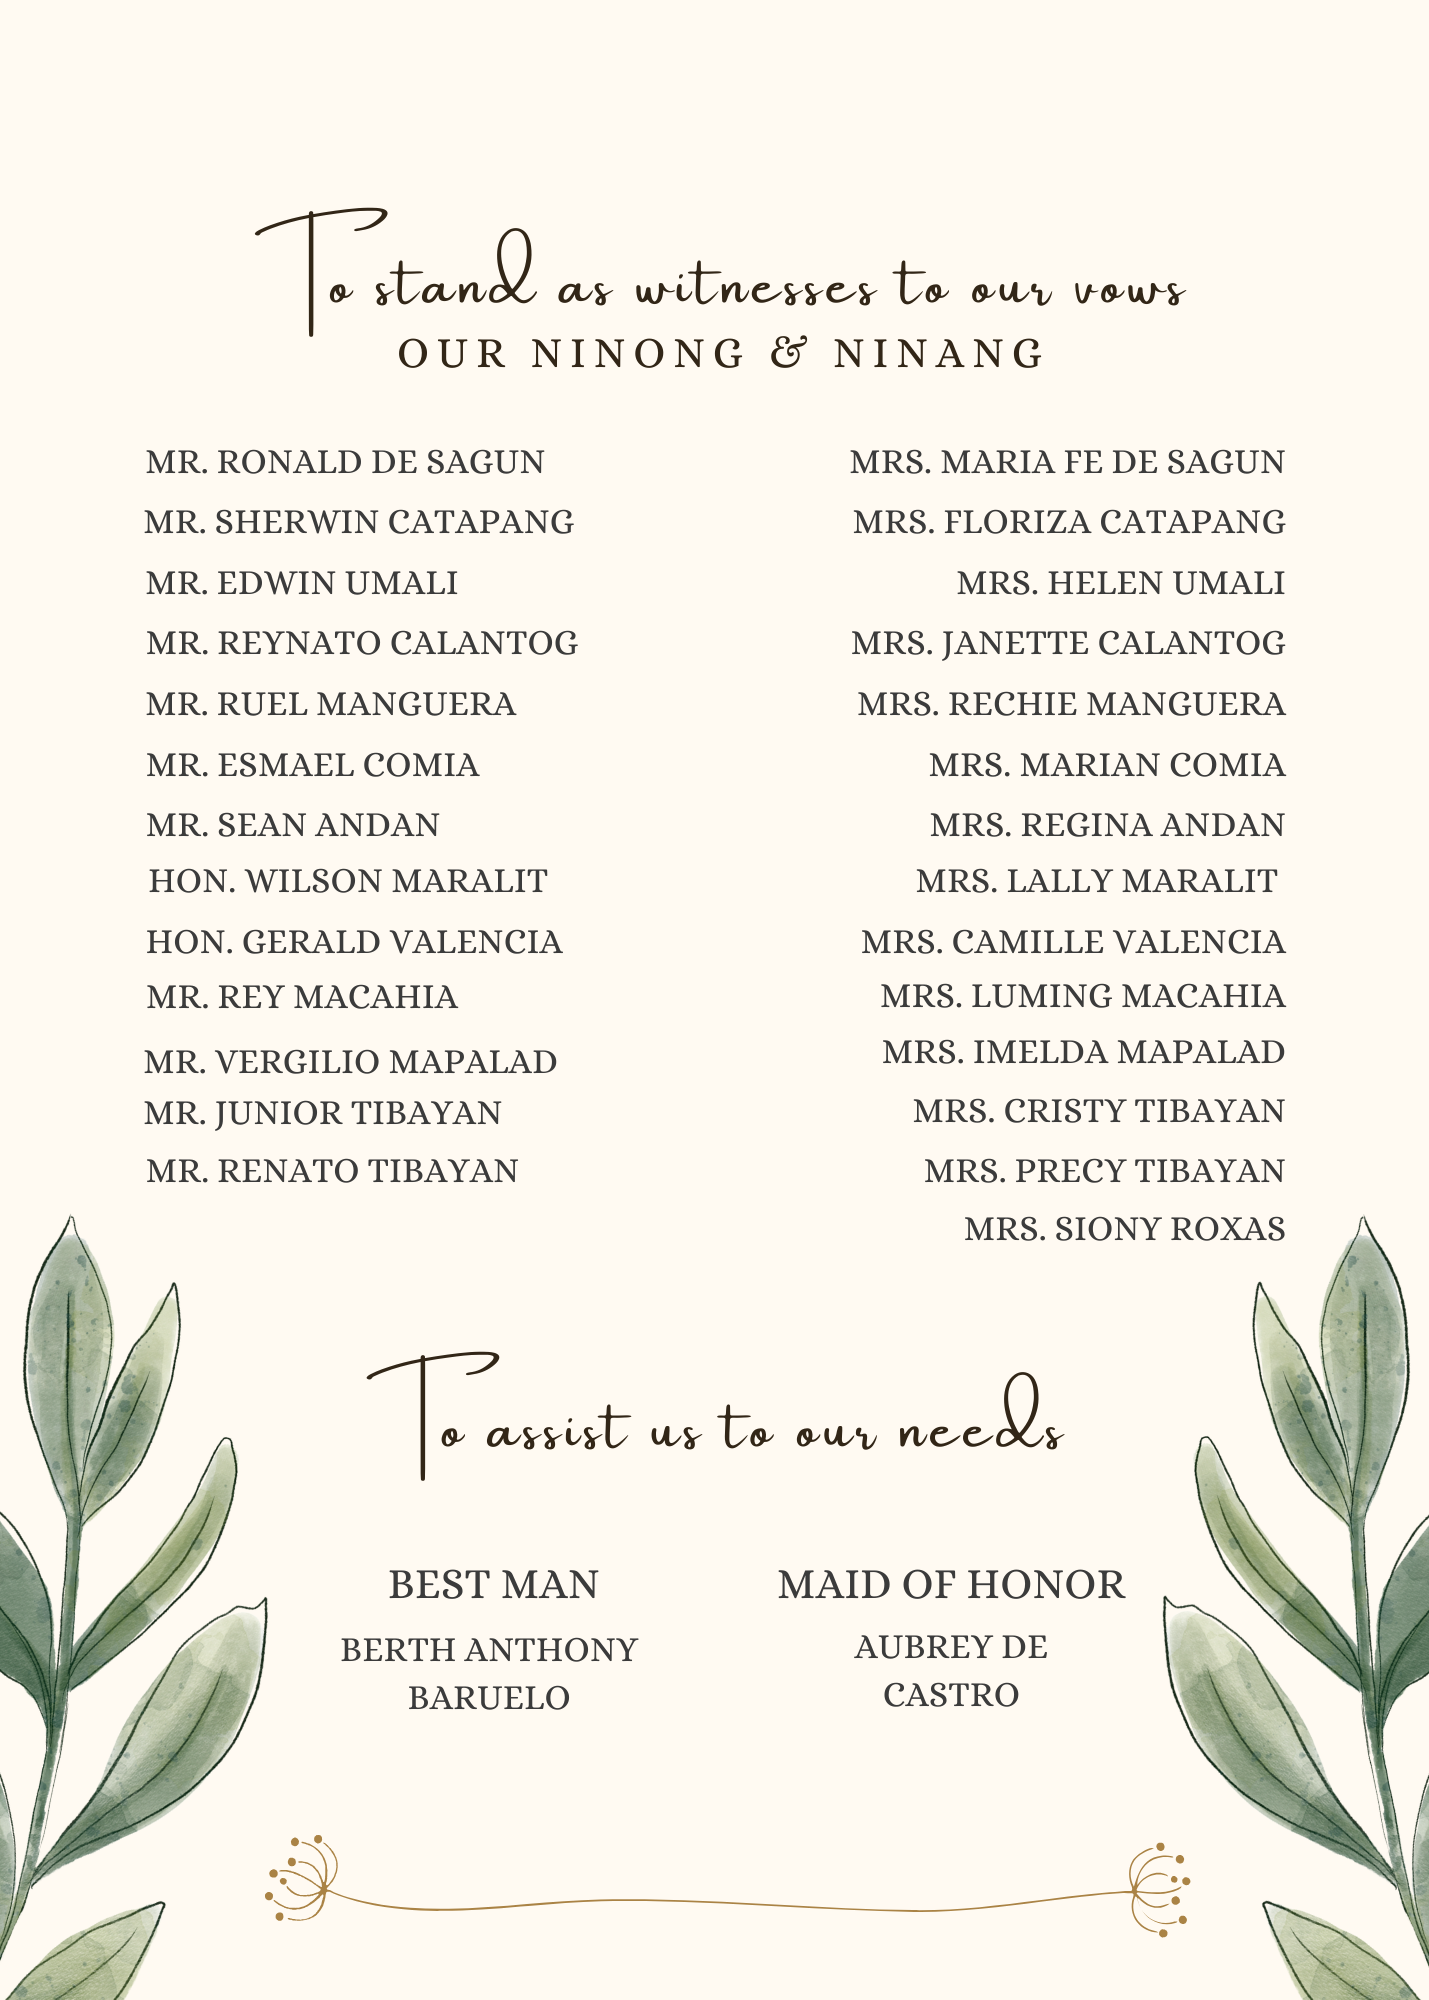 To stand as witnesses to our vows
OUR NINONG & NINANG
MR. RONALD DE SAGUN
MR. SHERWIN CATAPANG
MR. EDWIN UMALI
MR. REYNATO CALANTOG
MR. RUEL MANGUERA
MR. ESMAEL COMIA
MR. SEAN ANDAN
HON. WILSON MARALIT
HON. GERALD VALENCIA
MR. REY MACAHIA
MR. VERGILIO MAPALAD
MR. JUNIOR TIBAYAN
MR. RENATO TIBAYAN
MRS. MARIA FE DE SAGUN
MRS. FLORIZA CATAPANG
MRS. HELEN UMALI
MRS. JANETTE CALANTOG
MRS. RECHIE MANGUERA
MRS. MARIAN COMIA
MRS. REGINA ANDAN
MRS. LALLY MARALIT
MRS. CAMILLE VALENCIA
MRS. LUMING MACAHIA
MRS. IMELDA MAPALAD
MRS. CRISTY TIBAYAN
MRS. PRECY TIBAYAN
MRS. SIONY ROXAS
To assist us to our needs
BEST MAN
BERTH ANTHONY
BARUELO
MAID OF HONOR
AUBREY DE
CASTRO